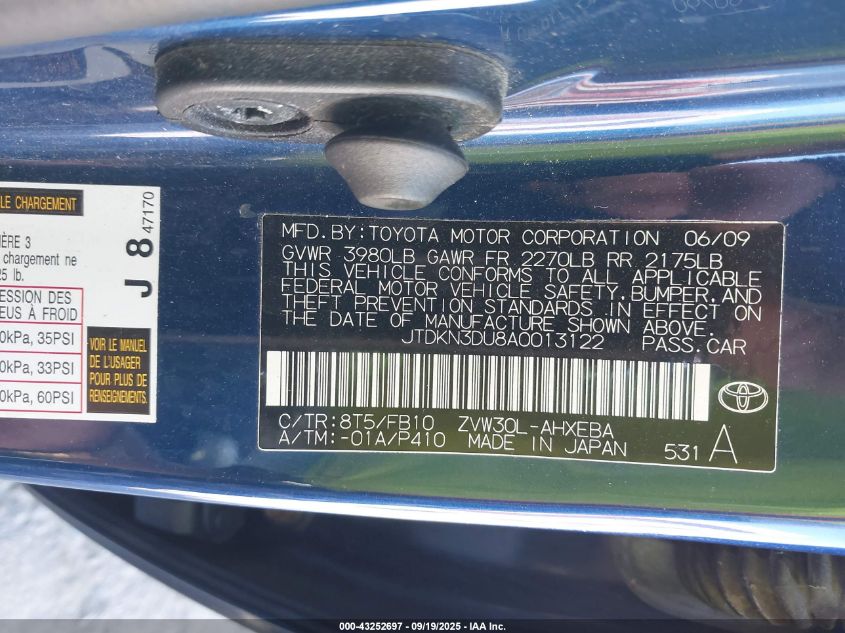 LE CHARGEMENT
IÈRE 3
chargement ne
25 lb.
J 8 47170
ESSION DES
EUS À FROID
0kPa, 35PSI
0kPa, 33PSI
0kPa, 60PSI
VOIR LE MANUEL
DE L'USAGER
POUR PLUS DE
RENSEIGNEMENTS.
MFD. BY: TOYOTA MOTOR CORPORATION 06/09
GVWR 3980LB GAWR FR 2270LB RR 2175LB
THIS VEHICLE CONFORMS TO ALL APPLICABLE
FEDERAL MOTOR VEHICLE SAFETY, BUMPER, AND
THEFT PREVENTION STANDARDS IN EFFECT ON
THE DATE OF MANUFACTURE SHOWN ABOVE.
JTDKN3DU8A0013122 PASS. CAR
C/TR: 8T5/FB10 ZVW30L-AHXEBA
A/TM: -01A/P410 MADE IN JAPAN 531 A
000-43252697 - 09/19/2025 - IAA Inc.